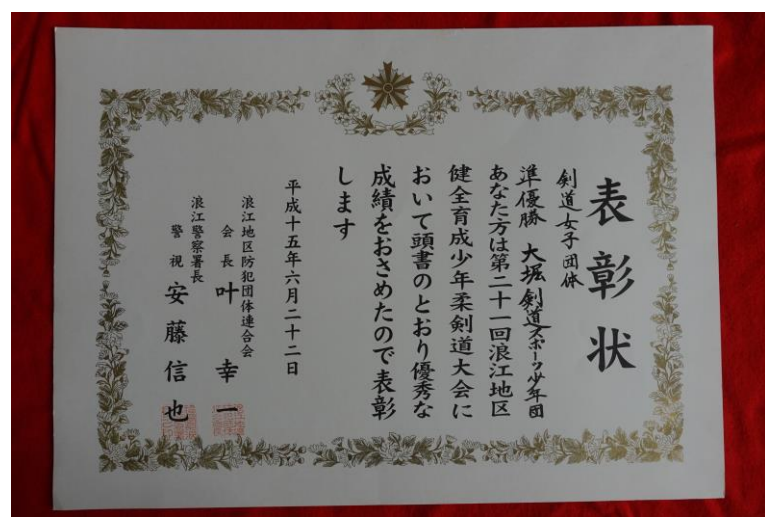 表彰状
剣道女子団体
準優勝 大堀剣道スポーツ少年団
あなた方は第二十一回浪江地区
健全育成少年柔剣道大会に
おいて頭書のとおり優秀な
成績をおさめたので表彰
します
平成十五年六月二十二日
浪江地区防犯団体連合会
会長 叶 幸一
浪江警察署長
警視 安藤信也